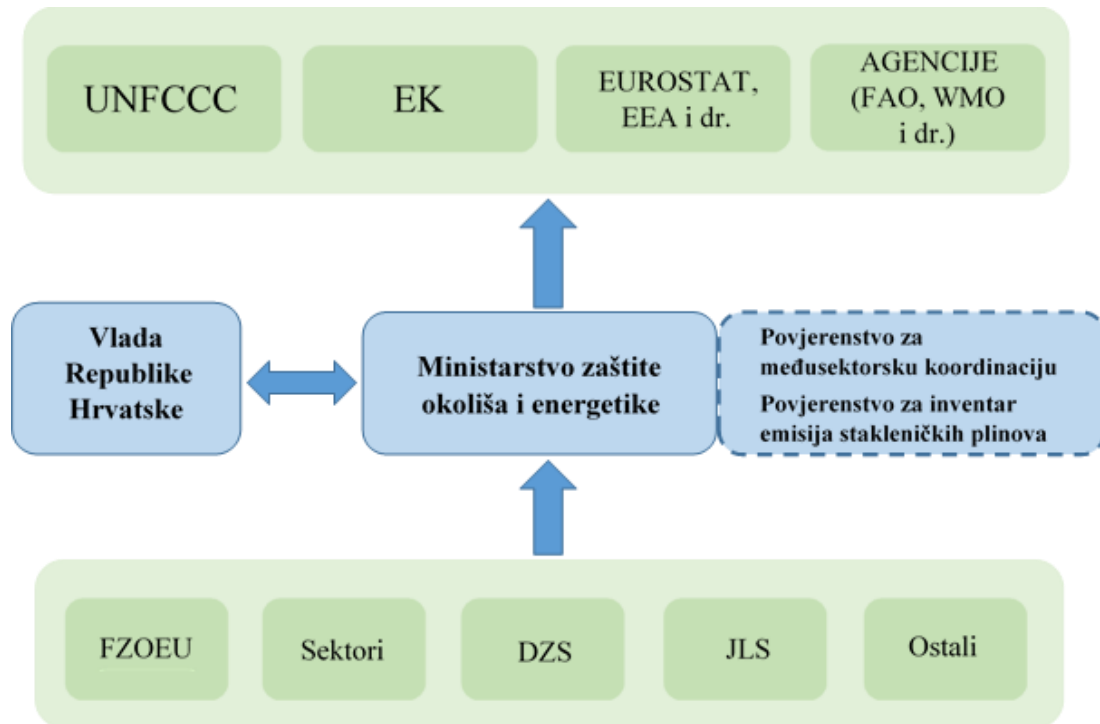 UNFCCC
EK
EUROSTAT,
EEA i dr.
AGENCIJE
(FAO, WMO
i dr.)
Vlada
Republike
Hrvatske
Ministarstvo zaštite
okoliša i energetike
Povjerenstvo za
međusektorsku koordinaciju
Povjerenstvo za inventar
emisija stakleničkih plinova
FZOEU
Sektori
DZS
JLS
Ostali